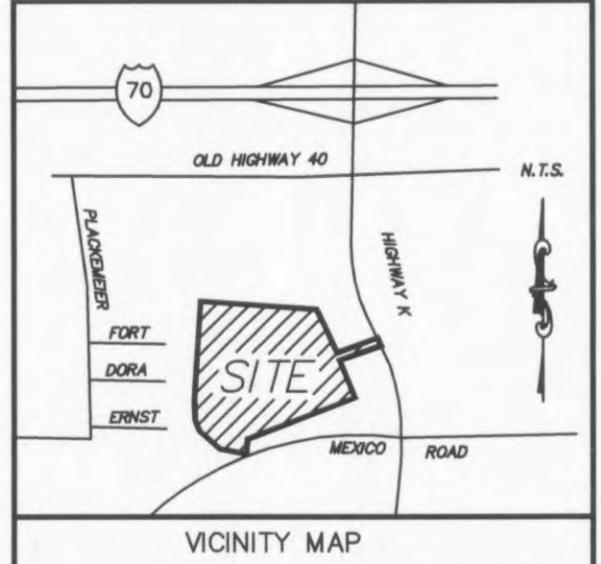 70
OLD HIGHWAY 40
N.T.S.
PLACKEMEIER
HIGHWAY K
FORT
DORA
SITE
ERNST
MEXICO ROAD
VICINITY MAP